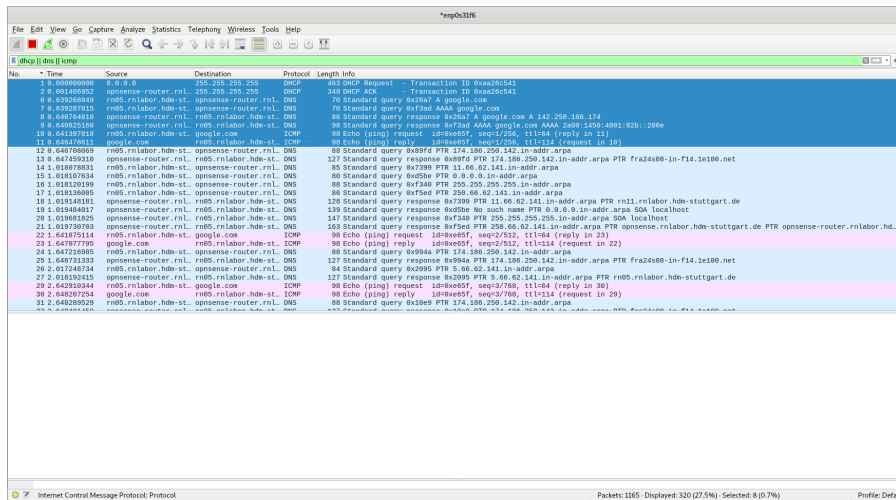 *enp0s31f6
File Edit View Go Capture Analyze Statistics Telephony Wireless Tools Help
dhcp || dns || icmp
No. Time Source Destination Protocol Length Info
1 0.000000000 0.0.0.0 255.255.255.255 DHCP 463 DHCP Request - Transaction ID 0xaa26c541
2 0.001406952 opnsense-router.rnl… 255.255.255.255 DHCP 348 DHCP ACK - Transaction ID 0xaa26c541
6 0.639268049 rn05.rnlabor.hdm-st… opnsense-router.rnl… DNS 70 Standard query 0x26a7 A google.com
7 0.639287815 rn05.rnlabor.hdm-st… opnsense-router.rnl… DNS 70 Standard query 0xf3ad AAAA google.com
8 0.640764810 opnsense-router.rnl… rn05.rnlabor.hdm-st… DNS 86 Standard query response 0x26a7 A google.com A 142.250.186.174
9 0.640825160 opnsense-router.rnl… rn05.rnlabor.hdm-st… DNS 98 Standard query response 0xf3ad AAAA google.com AAAA 2a00:1450:4001:82b::200e
10 0.641397018 rn05.rnlabor.hdm-st… google.com ICMP 98 Echo (ping) request id=0xe65f, seq=1/256, ttl=64 (reply in 11)
11 0.646478611 google.com rn05.rnlabor.hdm-st… ICMP 98 Echo (ping) reply id=0xe65f, seq=1/256, ttl=114 (request in 10)
12 0.646708069 rn05.rnlabor.hdm-st… opnsense-router.rnl… DNS 88 Standard query 0x89fd PTR 174.186.250.142.in-addr.arpa
13 0.647459310 opnsense-router.rnl… rn05.rnlabor.hdm-st… DNS 127 Standard query response 0x89fd PTR 174.186.250.142.in-addr.arpa PTR fra24s08-in-f14.1e100.net
14 1.018078831 rn05.rnlabor.hdm-st… opnsense-router.rnl… DNS 85 Standard query 0x7399 PTR 11.66.62.141.in-addr.arpa
15 1.018107634 rn05.rnlabor.hdm-st… opnsense-router.rnl… DNS 80 Standard query 0xd5be PTR 0.0.0.0.in-addr.arpa
16 1.018120199 rn05.rnlabor.hdm-st… opnsense-router.rnl… DNS 88 Standard query 0xf340 PTR 255.255.255.255.in-addr.arpa
17 1.018136005 rn05.rnlabor.hdm-st… opnsense-router.rnl… DNS 86 Standard query 0xf5ed PTR 250.66.62.141.in-addr.arpa
18 1.019148181 opnsense-router.rnl… rn05.rnlabor.hdm-st… DNS 128 Standard query response 0x7399 PTR 11.66.62.141.in-addr.arpa PTR rn11.rnlabor.hdm-stuttgart.de
19 1.019484017 opnsense-router.rnl… rn05.rnlabor.hdm-st… DNS 139 Standard query response 0xd5be No such name PTR 0.0.0.0.in-addr.arpa SOA localhost
20 1.019681825 opnsense-router.rnl… rn05.rnlabor.hdm-st… DNS 147 Standard query response 0xf340 PTR 255.255.255.255.in-addr.arpa SOA localhost
21 1.019730703 opnsense-router.rnl… rn05.rnlabor.hdm-st… DNS 163 Standard query response 0xf5ed PTR 250.66.62.141.in-addr.arpa PTR opnsense.rnlabor.hdm-stuttgart.de PTR opnsense-router.rnlabor.hd…
22 1.641875114 rn05.rnlabor.hdm-st… google.com ICMP 98 Echo (ping) request id=0xe65f, seq=2/512, ttl=64 (reply in 23)
23 1.647077795 google.com rn05.rnlabor.hdm-st… ICMP 98 Echo (ping) reply id=0xe65f, seq=2/512, ttl=114 (request in 22)
24 1.647216985 rn05.rnlabor.hdm-st… opnsense-router.rnl… DNS 88 Standard query 0x994a PTR 174.186.250.142.in-addr.arpa
25 1.648731333 opnsense-router.rnl… rn05.rnlabor.hdm-st… DNS 127 Standard query response 0x994a PTR 174.186.250.142.in-addr.arpa PTR fra24s08-in-f14.1e100.net
26 2.017246734 rn05.rnlabor.hdm-st… opnsense-router.rnl… DNS 84 Standard query 0x2095 PTR 5.66.62.141.in-addr.arpa
27 2.018192415 opnsense-router.rnl… rn05.rnlabor.hdm-st… DNS 127 Standard query response 0x2095 PTR 5.66.62.141.in-addr.arpa PTR rn05.rnlabor.hdm-stuttgart.de
29 2.642910344 rn05.rnlabor.hdm-st… google.com ICMP 98 Echo (ping) request id=0xe65f, seq=3/768, ttl=64 (reply in 30)
30 2.648207254 google.com rn05.rnlabor.hdm-st… ICMP 98 Echo (ping) reply id=0xe65f, seq=3/768, ttl=114 (request in 29)
31 2.648289529 rn05.rnlabor.hdm-st… opnsense-router.rnl… DNS 88 Standard query 0x10e9 PTR 174.186.250.142.in-addr.arpa
Internet Control Message Protocol: Protocol Packets: 1165 · Displayed: 320 (27.5%) · Selected: 8 (0.7%) Profile: Defa